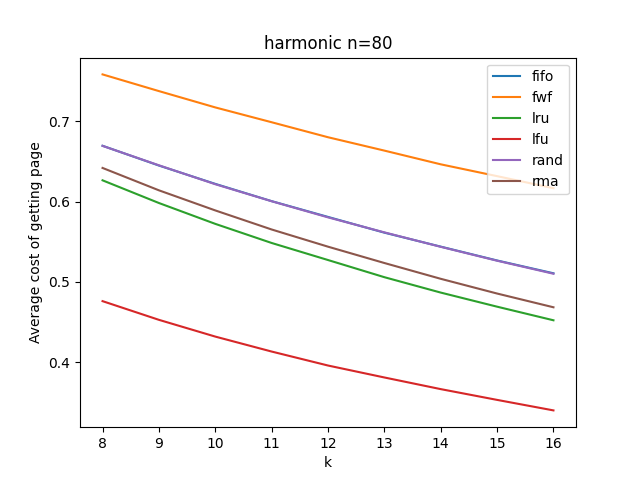 harmonic n=80
fifo
fwf
lru
lfu
rand
rma
Average cost of getting page
0.7
0.6
0.5
0.4
8 9 10 11 12 13 14 15 16
k